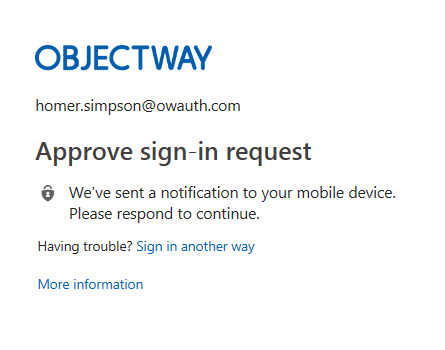 OBJECTWAY
homer.simpson@owauth.com
Approve sign-in request
We've sent a notification to your mobile device.
Please respond to continue.
Having trouble? Sign in another way
More information